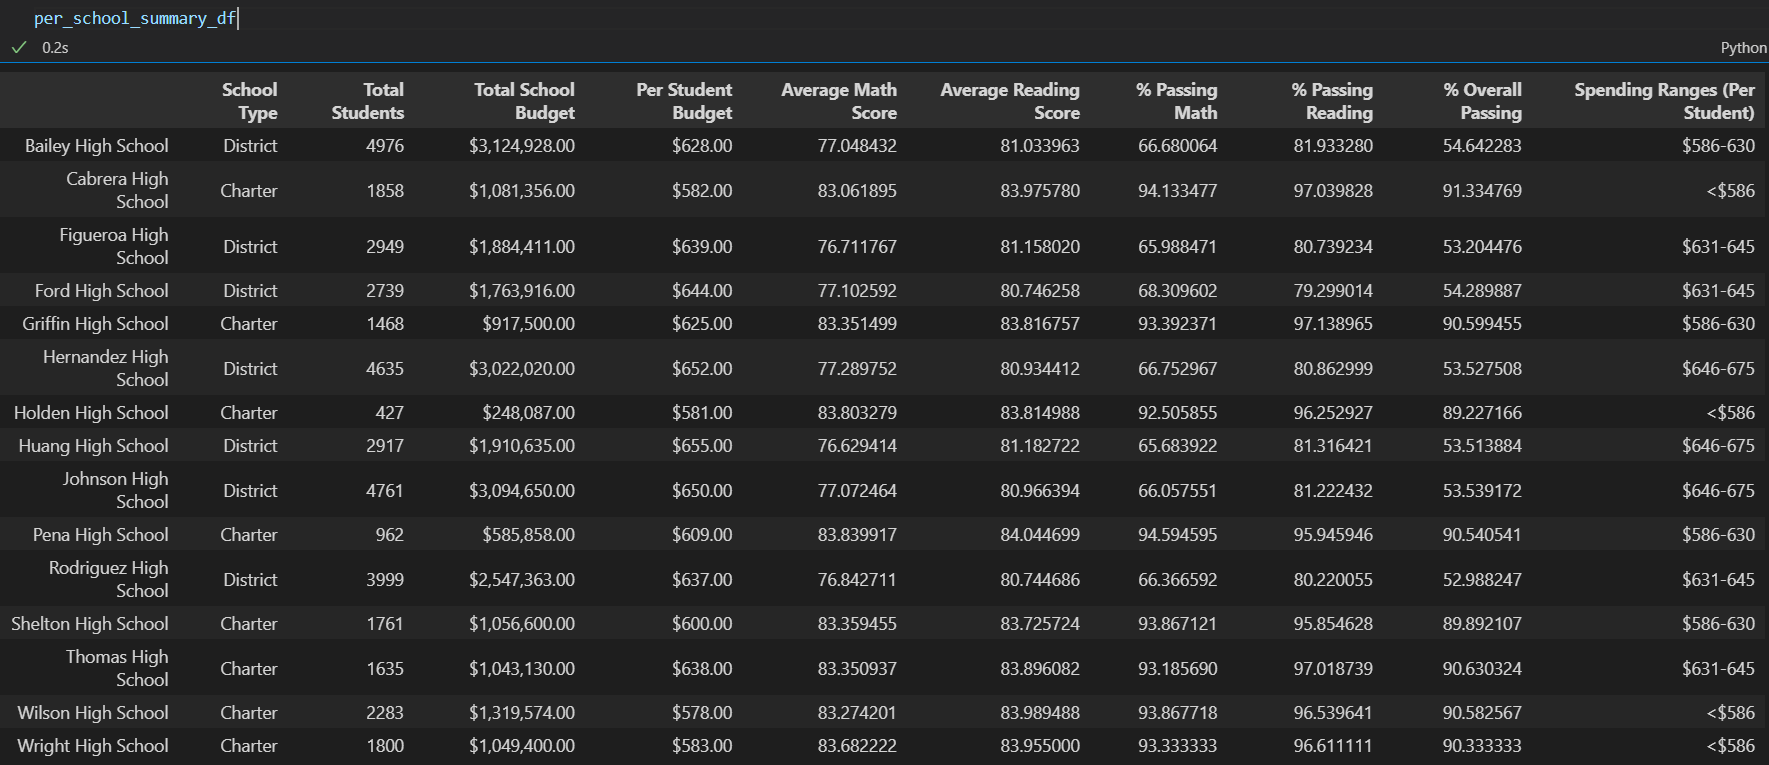 per_school_summary_df
0.2s
Python
School Type Total Students Total School Budget Per Student Budget Average Math Score Average Reading Score % Passing Math % Passing Reading % Overall Passing Spending Ranges (Per Student)
Bailey High School District 4976 $3,124,928.00 $628.00 77.048432 81.033963 66.680064 81.933280 54.642283 $586-630
Cabrera High School Charter 1858 $1,081,356.00 $582.00 83.061895 83.975780 94.133477 97.039828 91.334769 <$586
Figueroa High School District 2949 $1,884,411.00 $639.00 76.711767 81.158020 65.988471 80.739234 53.204476 $631-645
Ford High School District 2739 $1,763,916.00 $644.00 77.102592 80.746258 68.309602 79.299014 54.289887 $631-645
Griffin High School Charter 1468 $917,500.00 $625.00 83.351499 83.816757 93.392371 97.138965 90.599455 $586-630
Hernandez High School District 4635 $3,022,020.00 $652.00 77.289752 80.934412 66.752967 80.862999 53.527508 $646-675
Holden High School Charter 427 $248,087.00 $581.00 83.803279 83.814988 92.505855 96.252927 89.227166 <$586
Huang High School District 2917 $1,910,635.00 $655.00 76.629414 81.182722 65.683922 81.316421 53.513884 $646-675
Johnson High School District 4761 $3,094,650.00 $650.00 77.072464 80.966394 66.057551 81.222432 53.539172 $646-675
Pena High School Charter 962 $585,858.00 $609.00 83.839917 84.044699 94.594595 95.945946 90.540541 $586-630
Rodriguez High School District 3999 $2,547,363.00 $637.00 76.842711 80.744686 66.366592 80.220055 52.988247 $631-645
Shelton High School Charter 1761 $1,056,600.00 $600.00 83.359455 83.725724 93.867121 95.854628 89.892107 $586-630
Thomas High School Charter 1635 $1,043,130.00 $638.00 83.350937 83.896082 93.185690 97.018739 90.630324 $631-645
Wilson High School Charter 2283 $1,319,574.00 $578.00 83.274201 83.989488 93.867718 96.539641 90.582567 <$586
Wright High School Charter 1800 $1,049,400.00 $583.00 83.682222 83.955000 93.333333 96.611111 90.333333 <$586